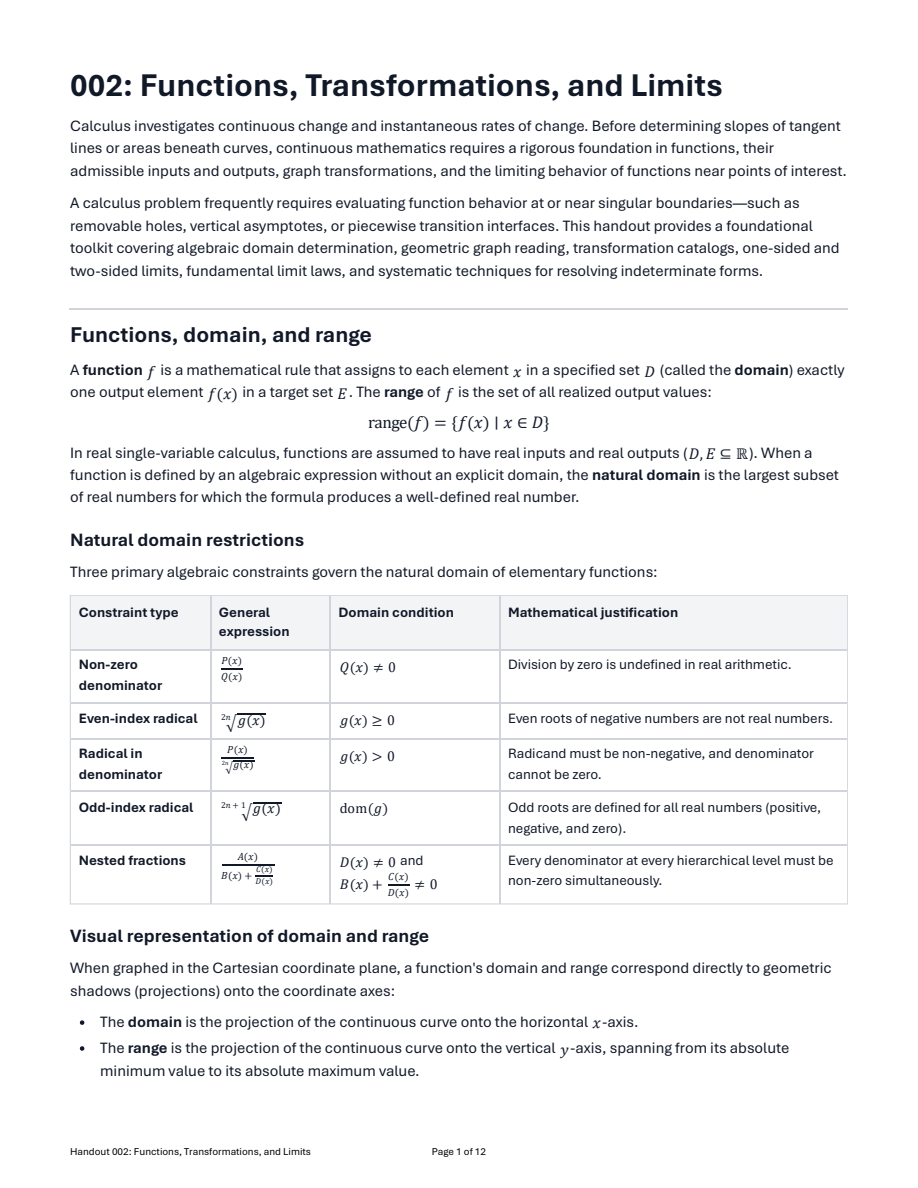 002: Functions, Transformations, and Limits
Calculus investigates continuous change and instantaneous rates of change. Before determining slopes of tangent
lines or areas beneath curves, continuous mathematics requires a rigorous foundation in functions, their
admissible inputs and outputs, graph transformations, and the limiting behavior of functions near points of interest.
A calculus problem frequently requires evaluating function behavior at or near singular boundaries—such as
removable holes, vertical asymptotes, or piecewise transition interfaces. This handout provides a foundational
toolkit covering algebraic domain determination, geometric graph reading, transformation catalogs, one-sided and
two-sided limits, fundamental limit laws, and systematic techniques for resolving indeterminate forms.
Functions, domain, and range
A function f is a mathematical rule that assigns to each element x in a specified set D (called the domain) exactly
one output element f(x) in a target set E. The range of f is the set of all realized output values:
range(f) = {f(x) ∣ x ∈ D}
In real single-variable calculus, functions are assumed to have real inputs and real outputs (D, E ⊆ ℝ). When a
function is defined by an algebraic expression without an explicit domain, the natural domain is the largest subset
of real numbers for which the formula produces a well-defined real number.
Natural domain restrictions
Three primary algebraic constraints govern the natural domain of elementary functions:
Constraint type
General
expression
Domain condition
Mathematical justification
Non-zero
denominator
P(x)
Q(x)
Q(x) ≠ 0
Division by zero is undefined in real arithmetic.
Even-index radical
2n√g(x)
g(x) ≥ 0
Even roots of negative numbers are not real numbers.
Radical in
denominator
P(x)
2n√g(x)
g(x) > 0
Radicand must be non-negative, and denominator
cannot be zero.
Odd-index radical
2n + 1√g(x)
dom(g)
Odd roots are defined for all real numbers (positive,
negative, and zero).
Nested fractions
A(x)
B(x) + C(x)/D(x)
D(x) ≠ 0 and
B(x) + C(x)/D(x) ≠ 0
Every denominator at every hierarchical level must be
non-zero simultaneously.
Visual representation of domain and range
When graphed in the Cartesian coordinate plane, a function's domain and range correspond directly to geometric
shadows (projections) onto the coordinate axes:
• The domain is the projection of the continuous curve onto the horizontal x-axis.
• The range is the projection of the continuous curve onto the vertical y-axis, spanning from its absolute
minimum value to its absolute maximum value.
Handout 002: Functions, Transformations, and Limits
Page 1 of 12